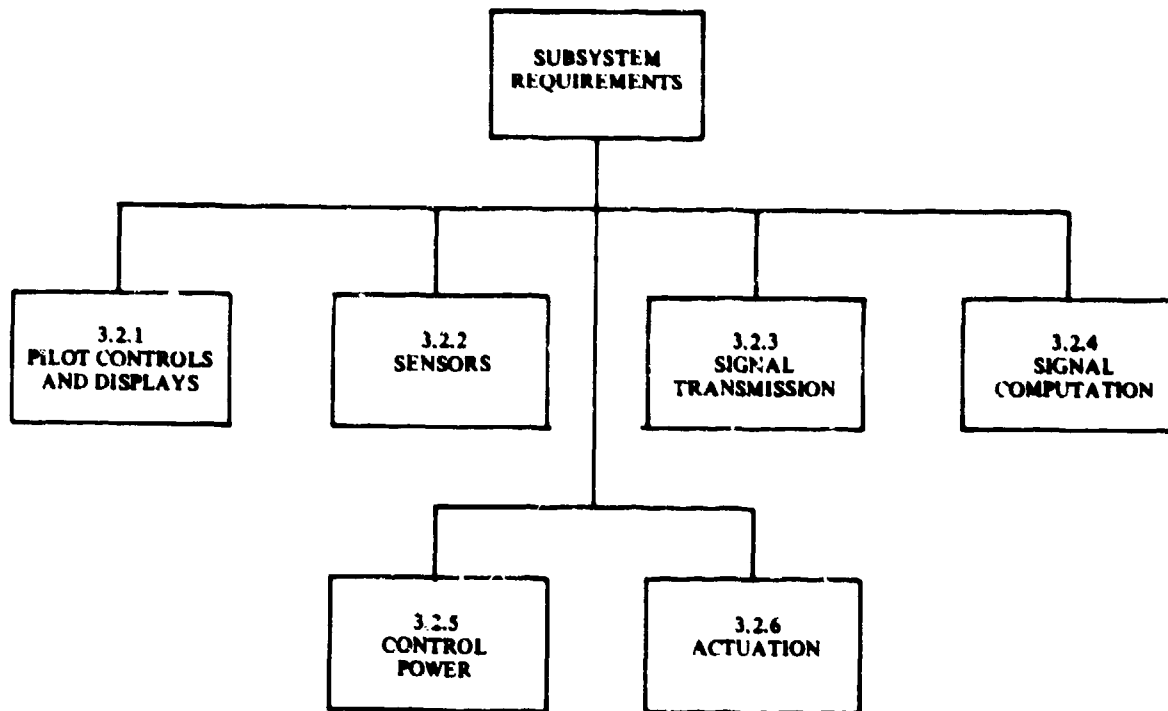 SUBSYSTEM
REQUIREMENTS
3.2.1
PILOT CONTROLS
AND DISPLAYS
3.2.2
SENSORS
3.2.3
SIGNAL
TRANSMISSION
3.2.4
SIGNAL
COMPUTATION
3.2.5
CONTROL
POWER
3.2.6
ACTUATION